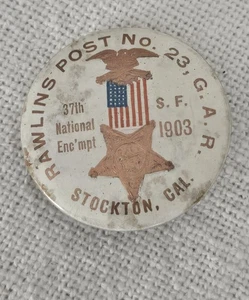 RAWLINS POST No. 23, G.A.R.
37th
National
Enc'mpt
S. F.
1903
STOCKTON, CAL.